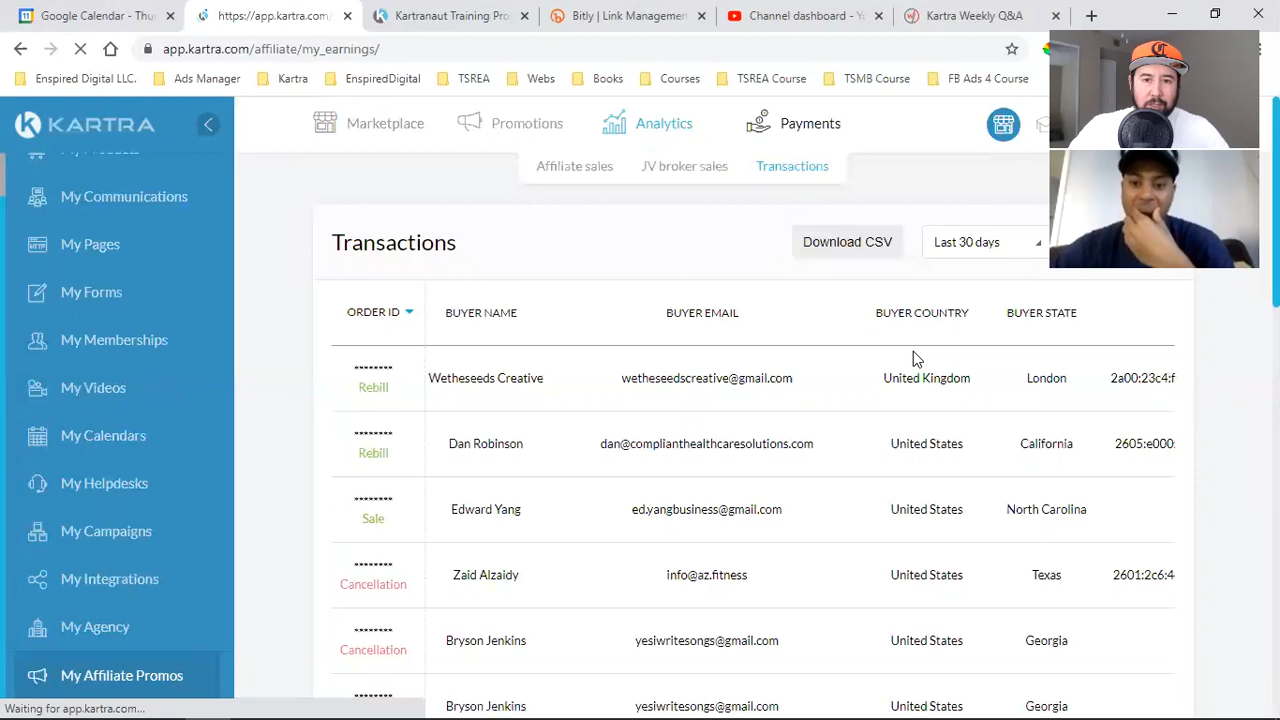 Google Calendar - Thu
https://app.kartra.com/
Kartranaut Training Pro
Bitly | Link Management
Channel dashboard - Yo
Kartra Weekly Q&A
app.kartra.com/affiliate/my_earnings/
Enspired Digital LLC.
Ads Manager
Kartra
EnspiredDigital
TSREA
Webs
Books
Courses
TSREA Course
TSMB Course
FB Ads 4 Course
KARTRA
Marketplace
Promotions
Analytics
Payments
Affiliate sales
JV broker sales
Transactions
My Communications
My Pages
My Forms
My Memberships
My Videos
My Calendars
My Helpdesks
My Campaigns
My Integrations
My Agency
My Affiliate Promos
Transactions
Download CSV
Last 30 days
ORDER ID BUYER NAME BUYER EMAIL BUYER COUNTRY BUYER STATE
********
Rebill
Wetheseeds Creative wetheseedscreative@gmail.com United Kingdom London 2a00:23c4:f
********
Rebill
Dan Robinson dan@complianthealthcaresolutions.com United States California 2605:e000:
********
Sale
Edward Yang ed.yangbusiness@gmail.com United States North Carolina
********
Cancellation
Zaid Alzaidy info@az.fitness United States Texas 2601:2c6:4
********
Cancellation
Bryson Jenkins yesiwritesongs@gmail.com United States Georgia
********
Bryson Jenkins yesiwritesongs@gmail.com United States Georgia
Waiting for app.kartra.com...